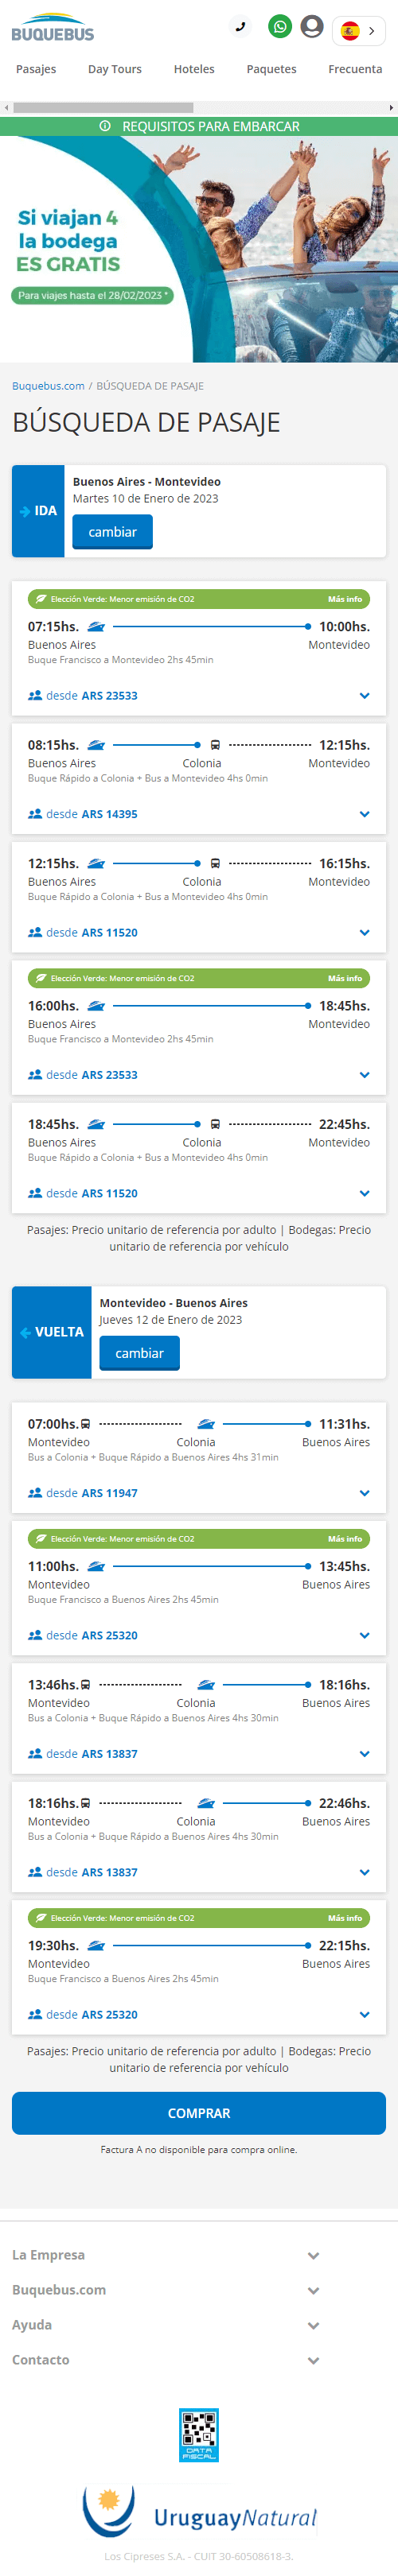 BUQUEBUS
Pasajes Day Tours Hoteles Paquetes Frecuenta
REQUISITOS PARA EMBARCAR
Si viajan 4
la bodega
ES GRATIS
Para viajes hasta el 28/02/2023 *
Buquebus.com / BÚSQUEDA DE PASAJE
BÚSQUEDA DE PASAJE
IDA
Buenos Aires - Montevideo
Martes 10 de Enero de 2023
cambiar
Elección Verde: Menor emisión de CO2 Más info
07:15hs. 10:00hs.
Buenos Aires Montevideo
Buque Francisco a Montevideo 2hs 45min
desde ARS 23533
08:15hs. 12:15hs.
Buenos Aires Colonia Montevideo
Buque Rápido a Colonia + Bus a Montevideo 4hs 0min
desde ARS 14395
12:15hs. 16:15hs.
Buenos Aires Colonia Montevideo
Buque Rápido a Colonia + Bus a Montevideo 4hs 0min
desde ARS 11520
Elección Verde: Menor emisión de CO2 Más info
16:00hs. 18:45hs.
Buenos Aires Montevideo
Buque Francisco a Montevideo 2hs 45min
desde ARS 23533
18:45hs. 22:45hs.
Buenos Aires Colonia Montevideo
Buque Rápido a Colonia + Bus a Montevideo 4hs 0min
desde ARS 11520
Pasajes: Precio unitario de referencia por adulto | Bodegas: Precio
unitario de referencia por vehículo
VUELTA
Montevideo - Buenos Aires
Jueves 12 de Enero de 2023
cambiar
07:00hs. 11:31hs.
Montevideo Colonia Buenos Aires
Bus a Colonia + Buque Rápido a Buenos Aires 4hs 31min
desde ARS 11947
Elección Verde: Menor emisión de CO2 Más info
11:00hs. 13:45hs.
Montevideo Buenos Aires
Buque Francisco a Buenos Aires 2hs 45min
desde ARS 25320
13:46hs. 18:16hs.
Montevideo Colonia Buenos Aires
Bus a Colonia + Buque Rápido a Buenos Aires 4hs 30min
desde ARS 13837
18:16hs. 22:46hs.
Montevideo Colonia Buenos Aires
Bus a Colonia + Buque Rápido a Buenos Aires 4hs 30min
desde ARS 13837
Elección Verde: Menor emisión de CO2 Más info
19:30hs. 22:15hs.
Montevideo Buenos Aires
Buque Francisco a Buenos Aires 2hs 45min
desde ARS 25320
Pasajes: Precio unitario de referencia por adulto | Bodegas: Precio
unitario de referencia por vehículo
COMPRAR
Factura A no disponible para compra online.
La Empresa
Buquebus.com
Ayuda
Contacto
DATA
FISCAL
Uruguay Natural
Los Cipreses S.A. - CUIT 30-60508618-3.